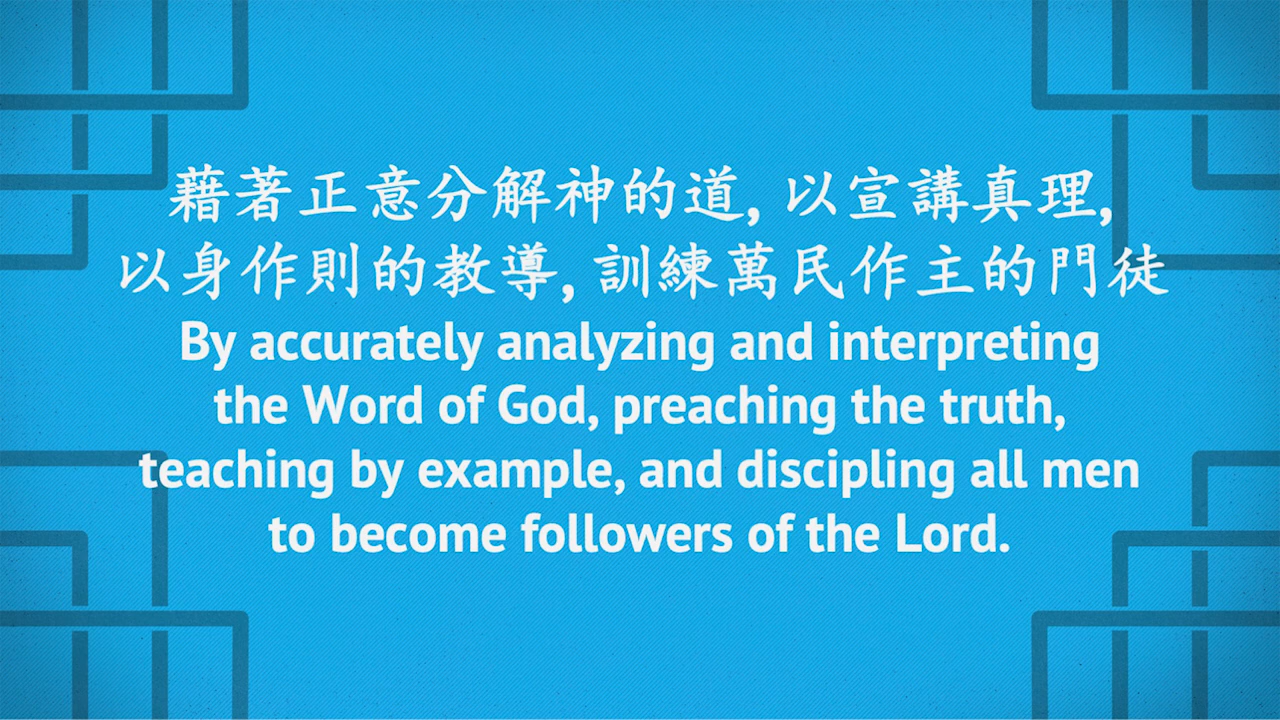 藉著正意分解神的道, 以宣講真理,
以身作則的教導, 訓練萬民作主的門徒
By accurately analyzing and interpreting
the Word of God, preaching the truth,
teaching by example, and discipling all men
to become followers of the Lord.